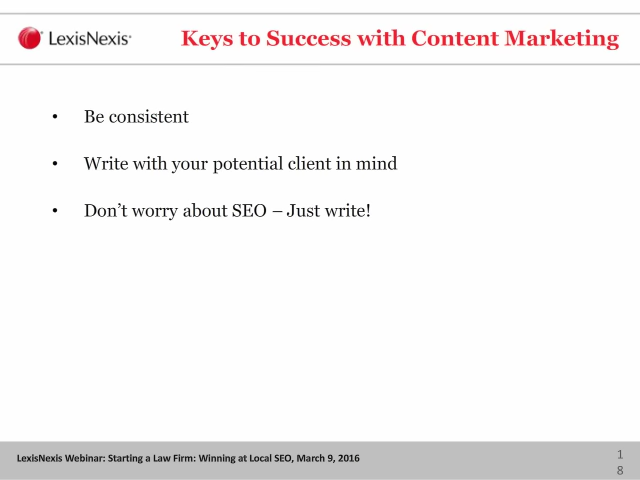 LexisNexis®
Keys to Success with Content Marketing
• Be consistent
• Write with your potential client in mind
• Don’t worry about SEO – Just write!
LexisNexis Webinar: Starting a Law Firm: Winning at Local SEO, March 9, 2016
1
8